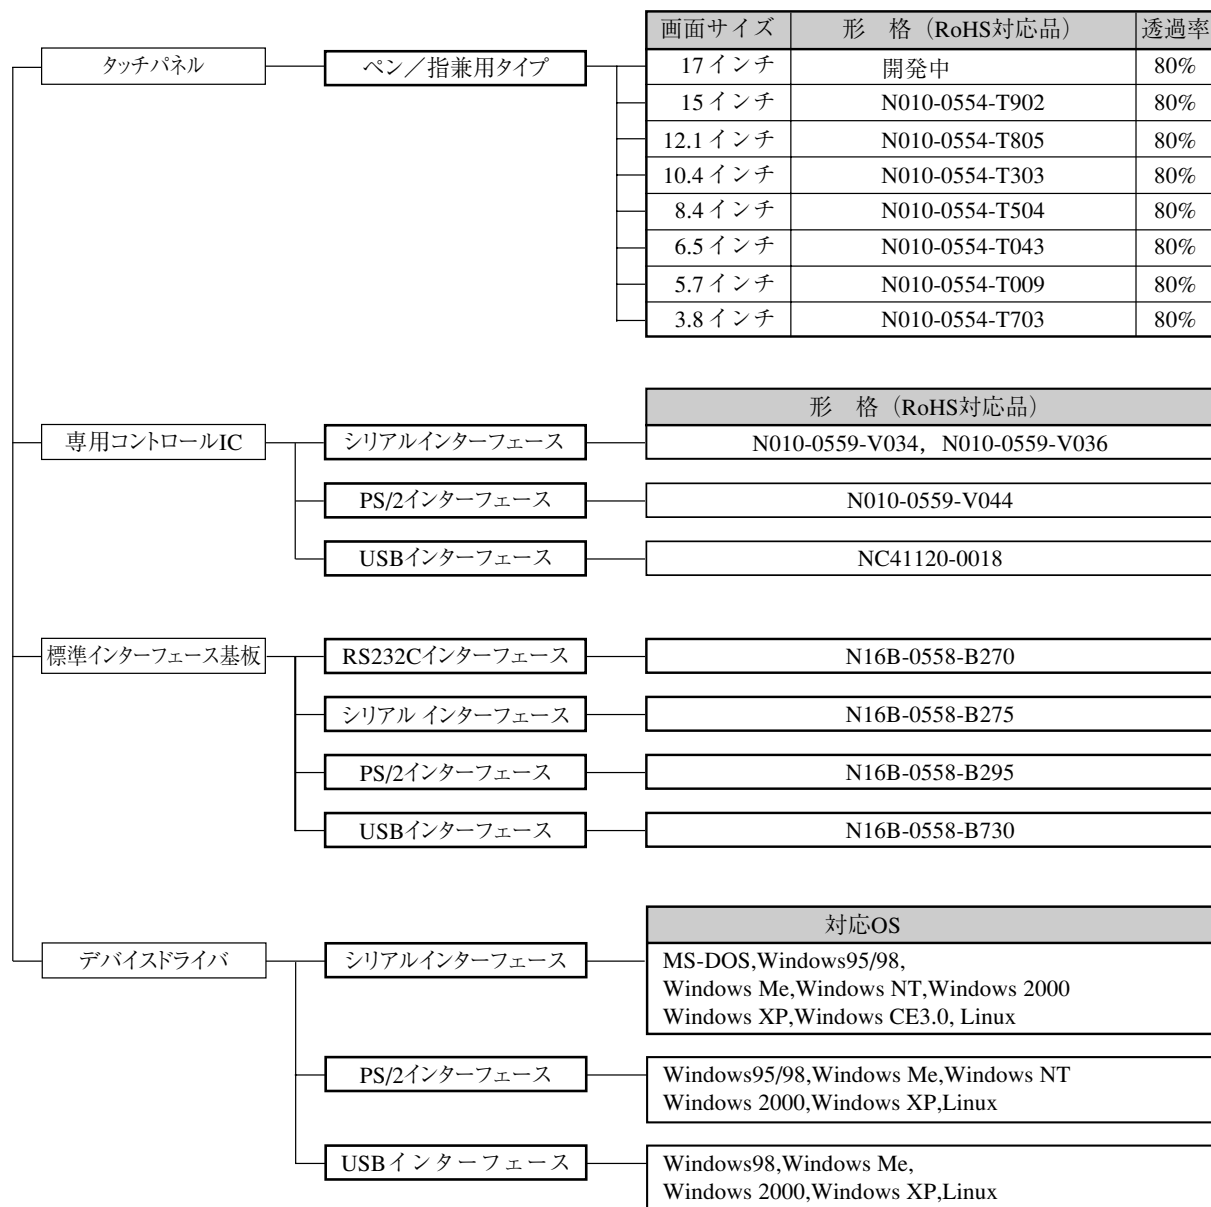 画面サイズ 形 格（RoHS対応品） 透過率
タッチパネル ペン／指兼用タイプ 17インチ 開発中 80%
15インチ N010-0554-T902 80%
12.1インチ N010-0554-T805 80%
10.4インチ N010-0554-T303 80%
8.4インチ N010-0554-T504 80%
6.5インチ N010-0554-T043 80%
5.7インチ N010-0554-T009 80%
3.8インチ N010-0554-T703 80%
形 格（RoHS対応品）
専用コントロールIC シリアルインターフェース N010-0559-V034，N010-0559-V036
PS/2インターフェース N010-0559-V044
USBインターフェース NC41120-0018
標準インターフェース基板 RS232Cインターフェース N16B-0558-B270
シリアル インターフェース N16B-0558-B275
PS/2インターフェース N16B-0558-B295
USBインターフェース N16B-0558-B730
対応OS
デバイスドライバ シリアルインターフェース MS-DOS,Windows95/98,
Windows Me,Windows NT,Windows 2000
Windows XP,Windows CE3.0, Linux
PS/2インターフェース Windows95/98,Windows Me,Windows NT
Windows 2000,Windows XP,Linux
USBインターフェース Windows98,Windows Me,
Windows 2000,Windows XP,Linux